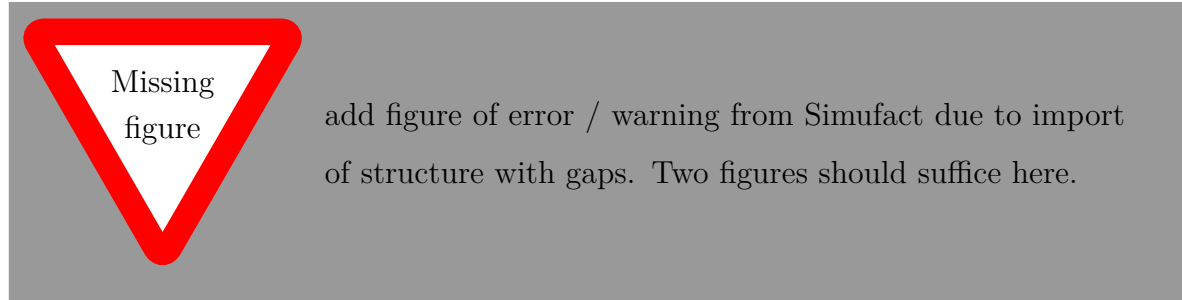 Missing
figure
add figure of error / warning from Simufact due to import
of structure with gaps. Two figures should suffice here.